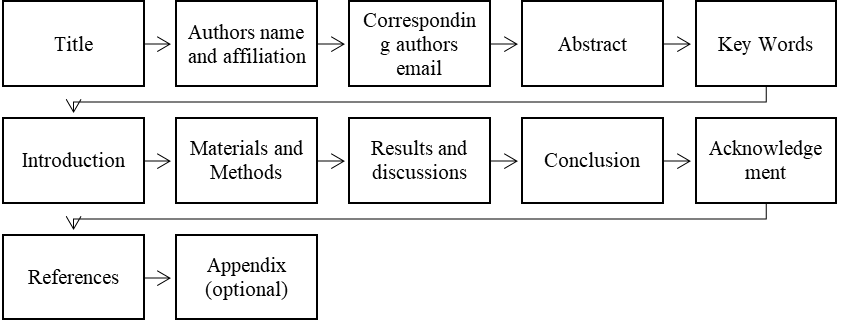 Title
Authors name
and affiliation
Correspondin
g authors
email
Abstract
Key Words
Introduction
Materials and
Methods
Results and
discussions
Conclusion
Acknowledge
ment
References
Appendix
(optional)